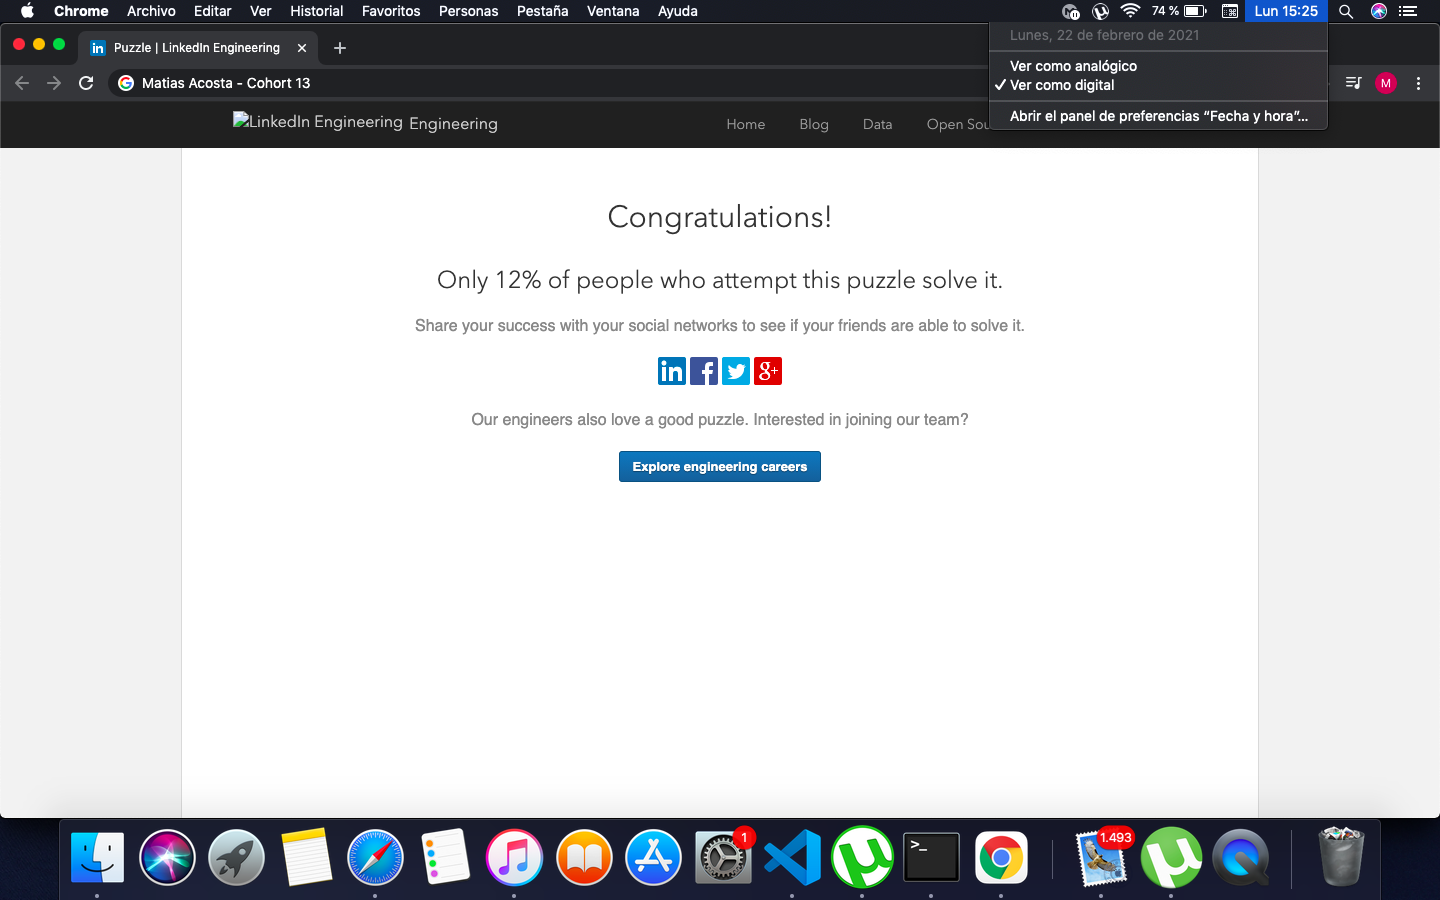 Chrome Archivo Editar Ver Historial Favoritos Personas Pestaña Ventana Ayuda 74 % Lun 15:25
Lunes, 22 de febrero de 2021
Ver como analógico
✓ Ver como digital
Abrir el panel de preferencias “Fecha y hora”...
Puzzle | LinkedIn Engineering
Matias Acosta - Cohort 13
M
LinkedIn Engineering Engineering
Home Blog Data Open Sou
Congratulations!
Only 12% of people who attempt this puzzle solve it.
Share your success with your social networks to see if your friends are able to solve it.
in f g+
Our engineers also love a good puzzle. Interested in joining our team?
Explore engineering careers
1
>_
1.493